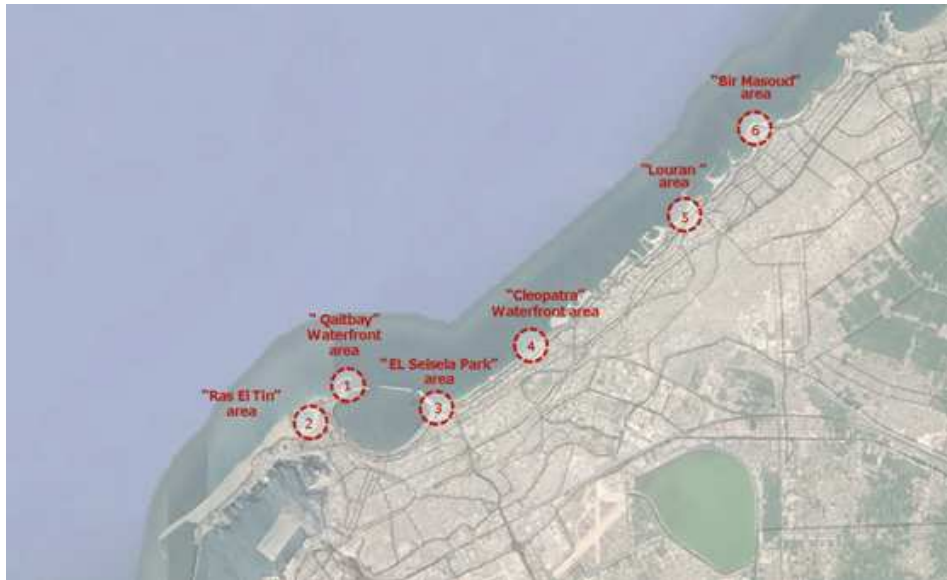 "Bir Masoud"
area
6
"Louran "
area
5
"Cleopatra"
Waterfront area
4
" Qaitbay"
Waterfront
area
1
"EL Selsela Park"
area
3
"Ras El Tin"
area
2